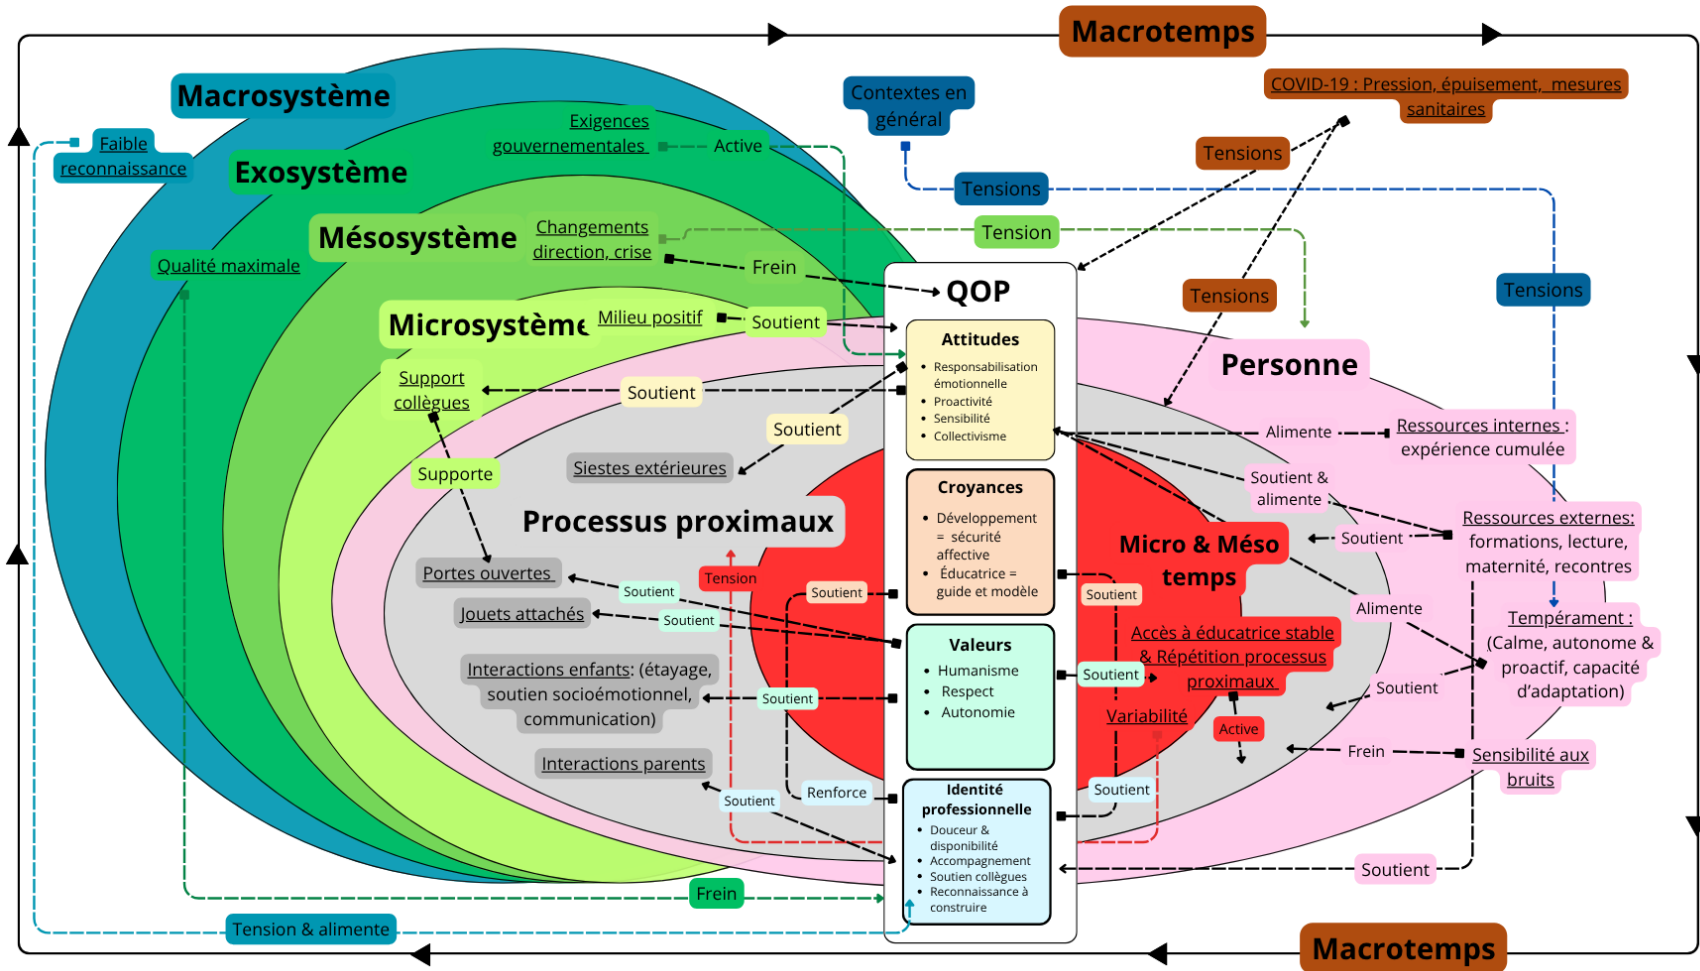 Macrotemps
Macrosystème
COVID-19 : Pression, épuisement,  mesures
sanitaires
Contextes en
général
Exigences
gouvernementales
Active
Faible
reconnaissance
Tensions
Exosystème
Tensions
Mésosystème
Changements
direction, crise
Tension
Qualité maximale
Frein
QOP
Tensions
Tensions
Microsystème
Milieu positif
Soutient
Attitudes
Responsabilisation
émotionnelle
Proactivité
Sensibilité
Collectivisme
Personne
Support
collègues
Soutient
Soutient
Supporte
Siestes extérieures
Alimente
Ressources internes :
expérience cumulée
Soutient &
alimente
Croyances
Développement
=  sécurité
affective
Éducatrice =
guide et modèle
Processus proximaux
Micro & Méso
temps
Soutient
Ressources externes:
formations, lecture,
maternité, recontres
Portes ouvertes
Tension
Soutient
Soutient
Soutient
Alimente
Jouets attachés
Soutient
Valeurs
Humanisme
Respect
Autonomie
Accès à éducatrice stable
& Répétition processus
proximaux
Tempérament :
(Calme, autonome &
proactif, capacité
d'adaptation)
Interactions enfants: (étayage,
soutien socioémotionnel,
communication)
Soutient
Soutient
Soutient
Variabilité
Active
Frein
Sensibilité aux
bruits
Interactions parents
Soutient
Renforce
Identité
professionnelle
Douceur &
disponibilité
Accompagnement
Soutien collègues
Reconnaissance à
construire
Soutient
Soutient
Frein
Tension & alimente
Macrotemps